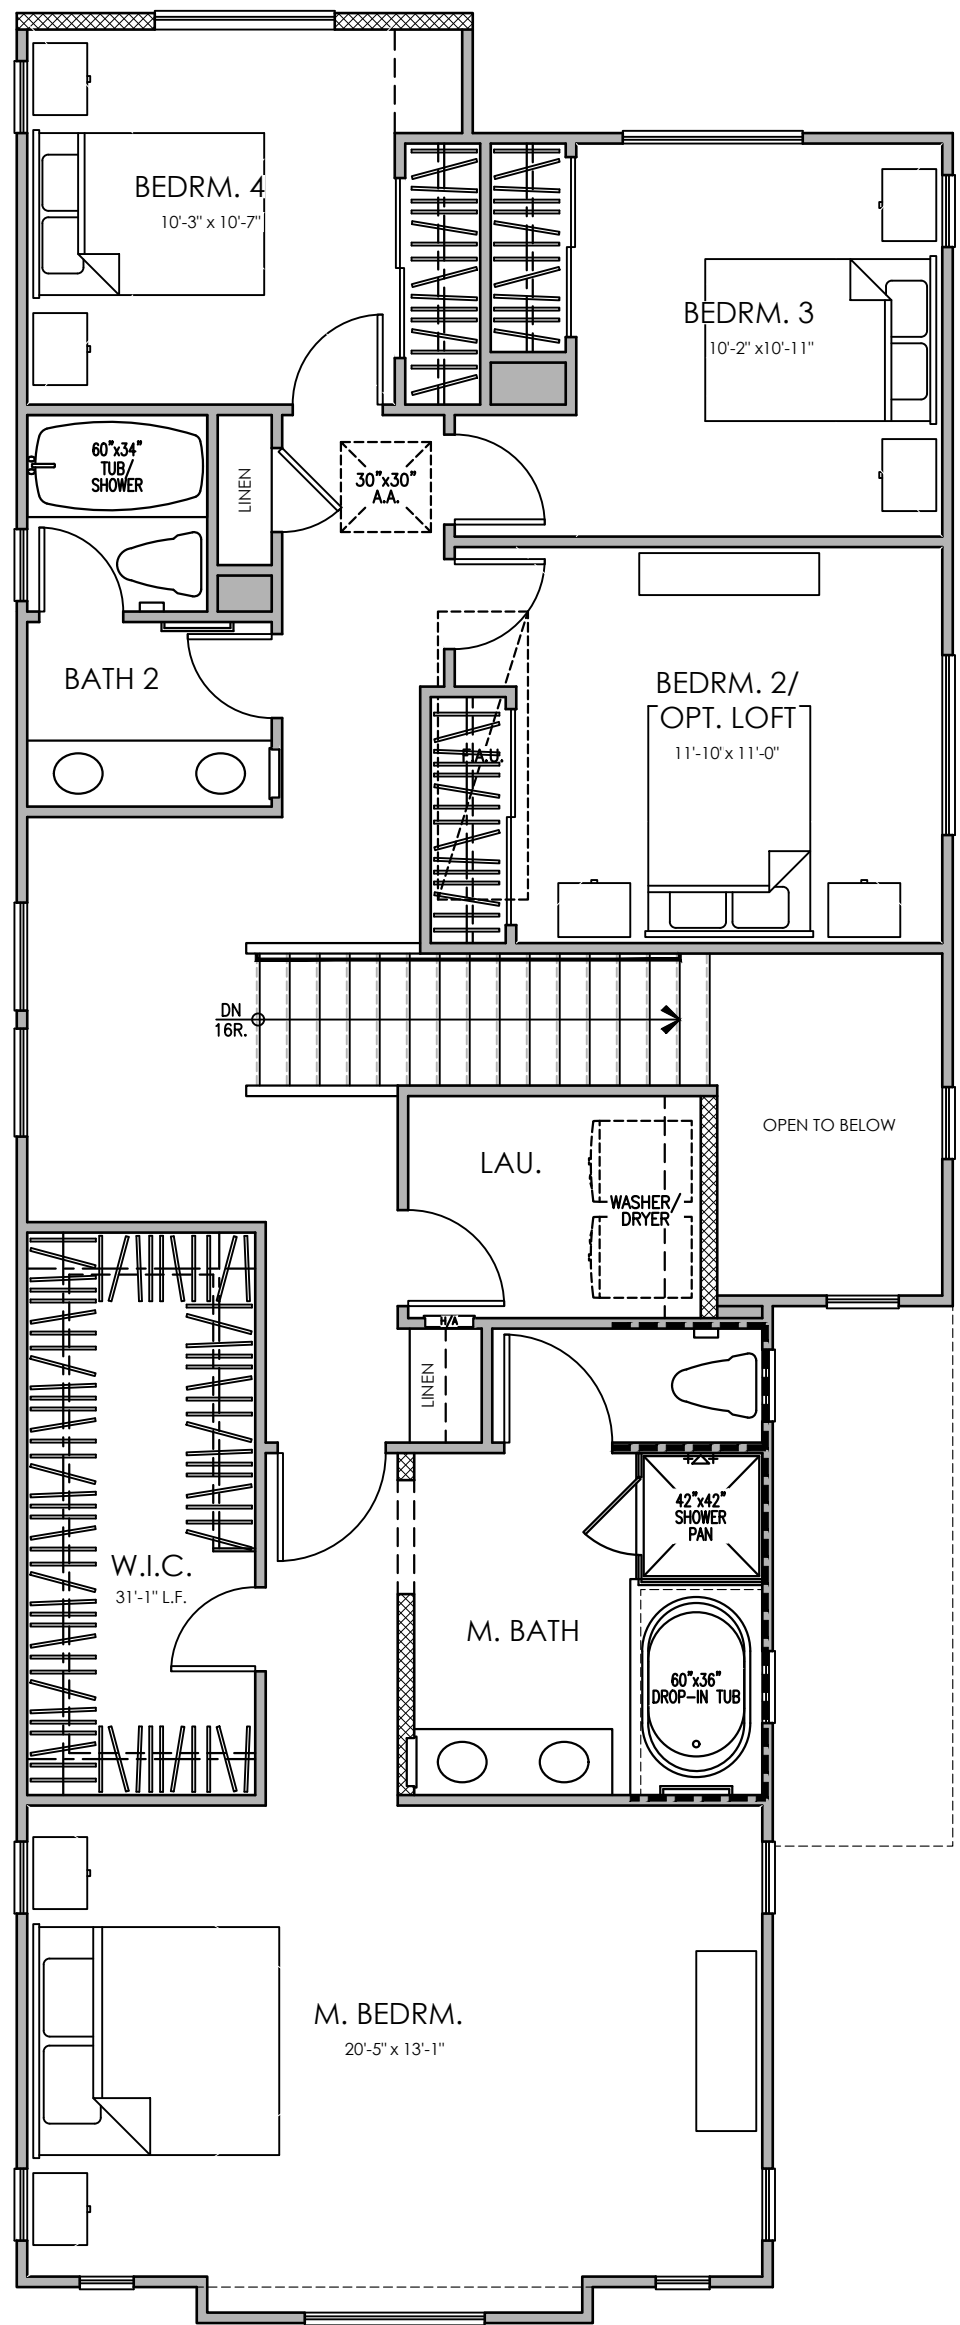 BEDRM. 4
10'-3" x 10'-7"
BEDRM. 3
10'-2" x10'-11"
60"x34"
TUB/
SHOWER
LINEN
30"x30"
A.A.
BATH 2
BEDRM. 2/
OPT. LOFT
11'-10' x 11'-0"
F.A.U.
DN
16R.
OPEN TO BELOW
LAU.
WASHER/
DRYER
H/A
LINEN
42"x42"
SHOWER
PAN
W.I.C.
31'-1" L.F.
M. BATH
60"x36"
DROP-IN TUB
M. BEDRM.
20'-5" x 13'-1"